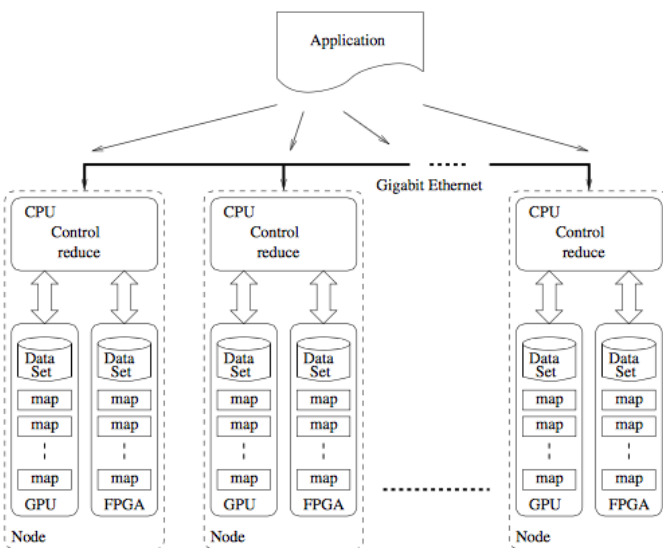 Application
Gigabit Ethernet
CPU
Control
reduce
Data
Set
map
map
map
GPU
Data
Set
map
map
map
FPGA
Node
CPU
Control
reduce
Data
Set
map
map
map
GPU
Data
Set
map
map
map
FPGA
Node
CPU
Control
reduce
Data
Set
map
map
map
GPU
Data
Set
map
map
map
FPGA
Node